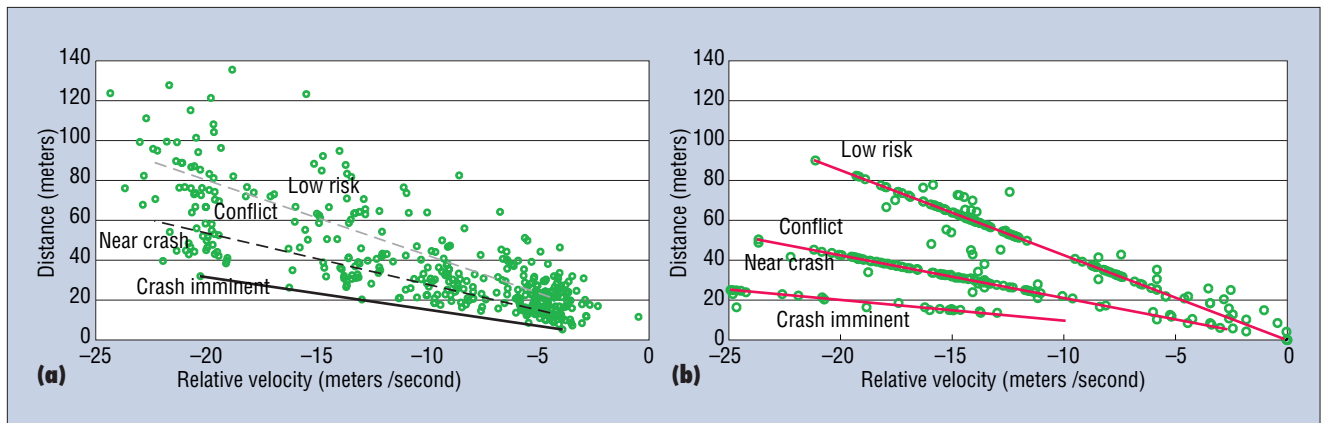 140
120
100
80
60
40
20
0
Distance (meters)
Low risk
Conflict
Near crash
Crash imminent
–25
–20
–15
–10
–5
0
(a)
Relative velocity (meters /second)
140
120
100
80
60
40
20
0
Distance (meters)
Low risk
Conflict
Near crash
Crash imminent
–25
–20
–15
–10
–5
0
(b)
Relative velocity (meters /second)